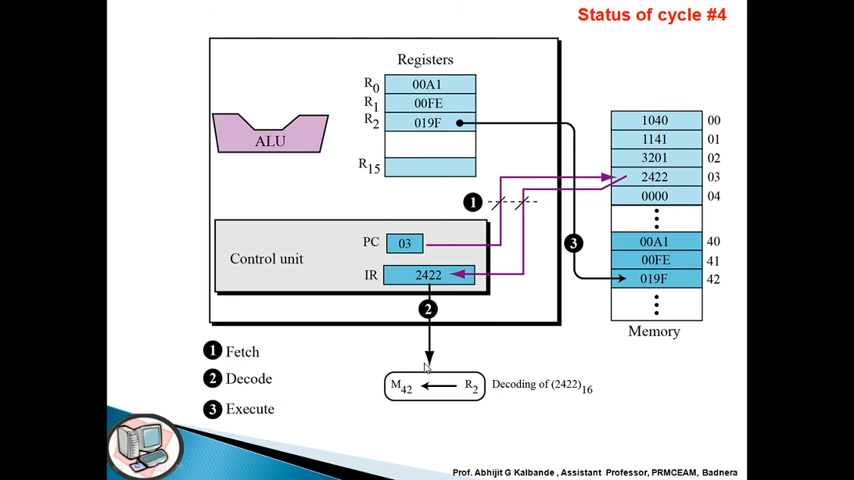 Status of cycle #4
Registers
R0 00A1
R1 00FE
R2 019F
R15
ALU
1040 00
1141 01
3201 02
2422 03
0000 04
00A1 40
00FE 41
019F 42
Memory
1
3
Control unit
PC 03
IR 2422
2
1 Fetch
2 Decode
3 Execute
M42 R2 Decoding of (2422)16
Prof. Abhijit G Kalbande , Assistant Professor, PRMCEAM, Badnera